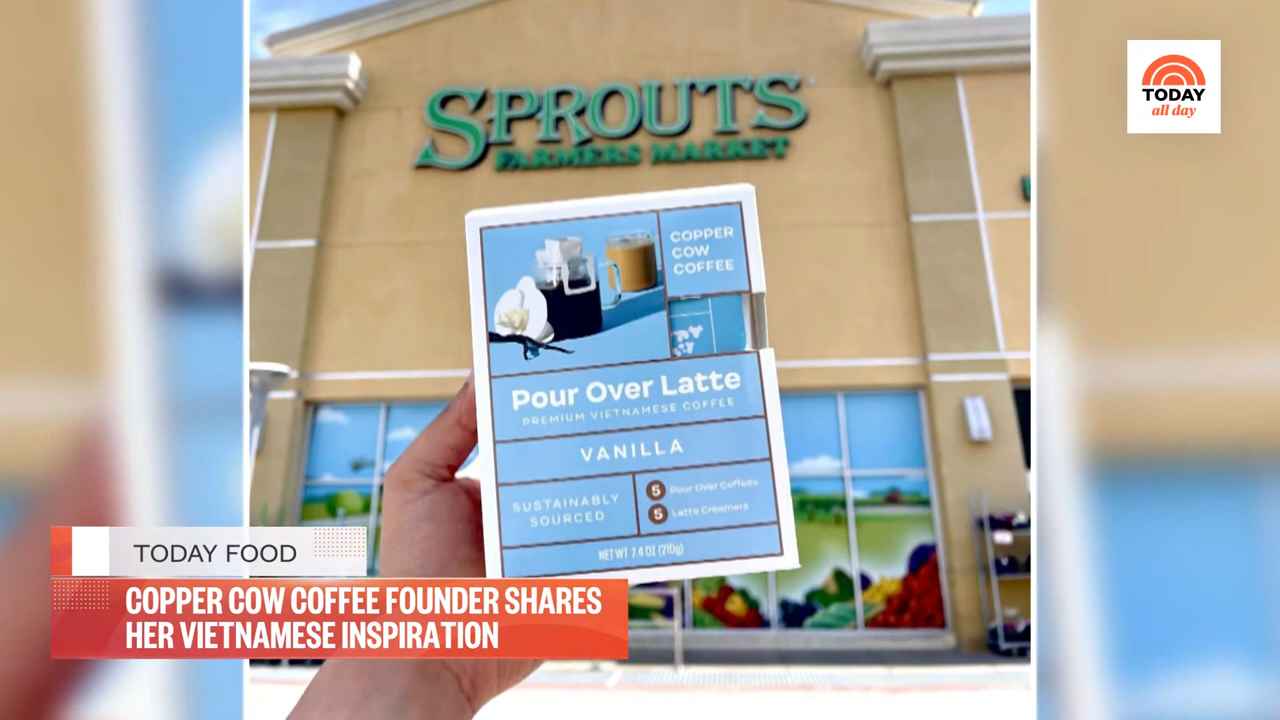 SPROUTS
FARMERS MARKET
TODAY
all day
COPPER
COW
COFFEE
Pour Over Latte
PREMIUM VIETNAMESE COFFEE
VANILLA
SUSTAINABLY
SOURCED
5 Pour Over Coffees
5 Latte Creamers
NET WT 7.4 OZ (210g)
TODAY FOOD
COPPER COW COFFEE FOUNDER SHARES
HER VIETNAMESE INSPIRATION